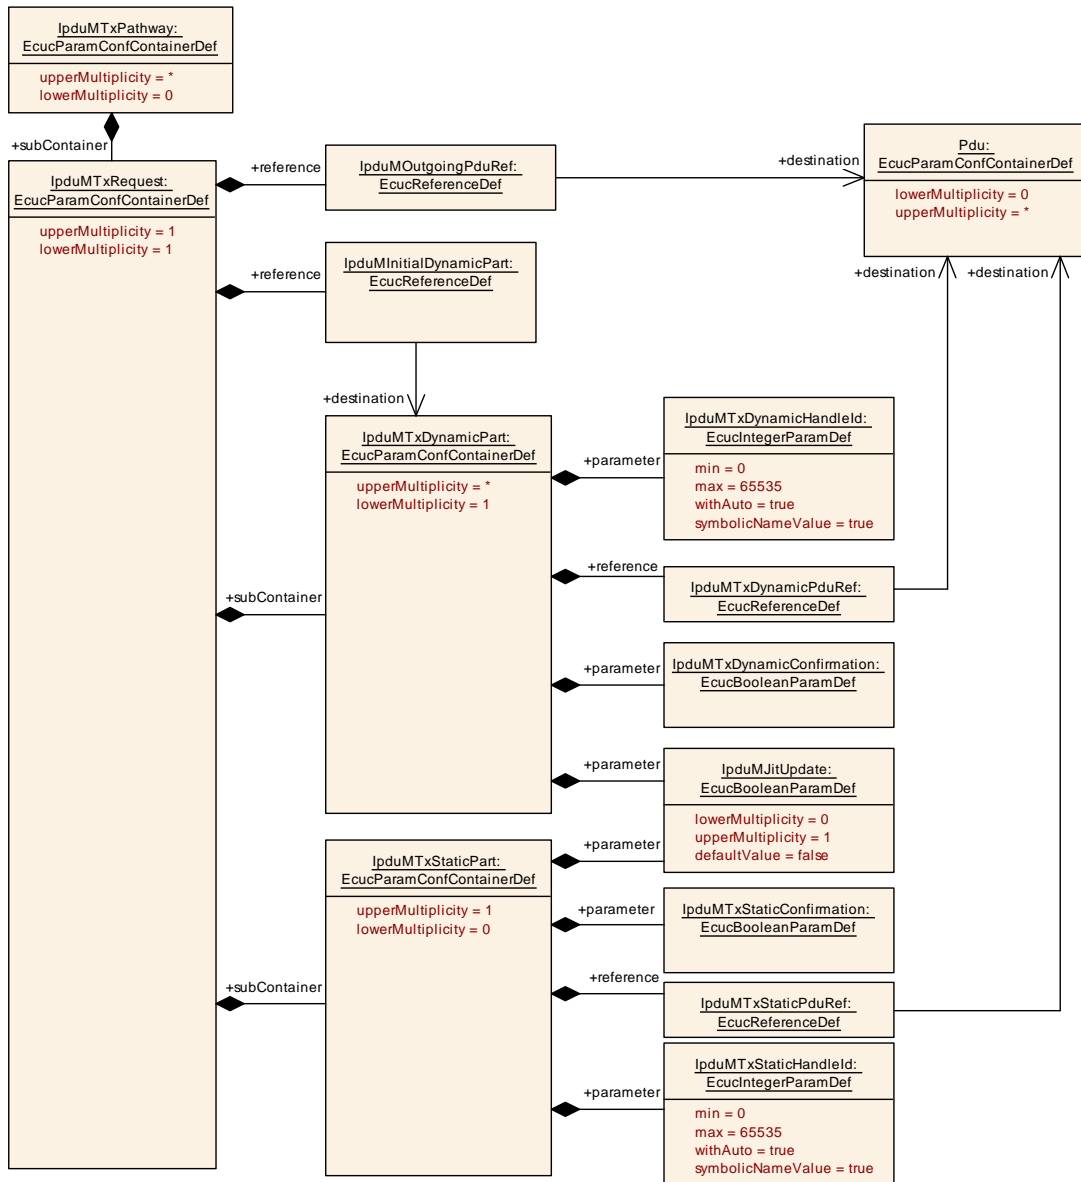 IpduMTxPathway:
EcucParamConfContainerDef
upperMultiplicity = *
lowerMultiplicity = 0
+subContainer
IpduMTxRequest:
EcucParamConfContainerDef
upperMultiplicity = 1
lowerMultiplicity = 1
+reference
IpduMOutgoingPduRef:
EcucReferenceDef
+destination
Pdu:
EcucParamConfContainerDef
lowerMultiplicity = 0
upperMultiplicity = *
+destination
+destination
+reference
IpduMInitialDynamicPart:
EcucReferenceDef
+destination
IpduMTxDynamicPart:
EcucParamConfContainerDef
upperMultiplicity = *
lowerMultiplicity = 1
+subContainer
+parameter
IpduMTxDynamicHandleId:
EcucIntegerParamDef
min = 0
max = 65535
withAuto = true
symbolicNameValue = true
+reference
IpduMTxDynamicPduRef:
EcucReferenceDef
+parameter
IpduMTxDynamicConfirmation:
EcucBooleanParamDef
+parameter
IpduMJitUpdate:
EcucBooleanParamDef
lowerMultiplicity = 0
upperMultiplicity = 1
defaultValue = false
+parameter
IpduMTxStaticPart:
EcucParamConfContainerDef
upperMultiplicity = 1
lowerMultiplicity = 0
+subContainer
+parameter
IpduMTxStaticConfirmation:
EcucBooleanParamDef
+reference
IpduMTxStaticPduRef:
EcucReferenceDef
+parameter
IpduMTxStaticHandleId:
EcucIntegerParamDef
min = 0
max = 65535
withAuto = true
symbolicNameValue = true